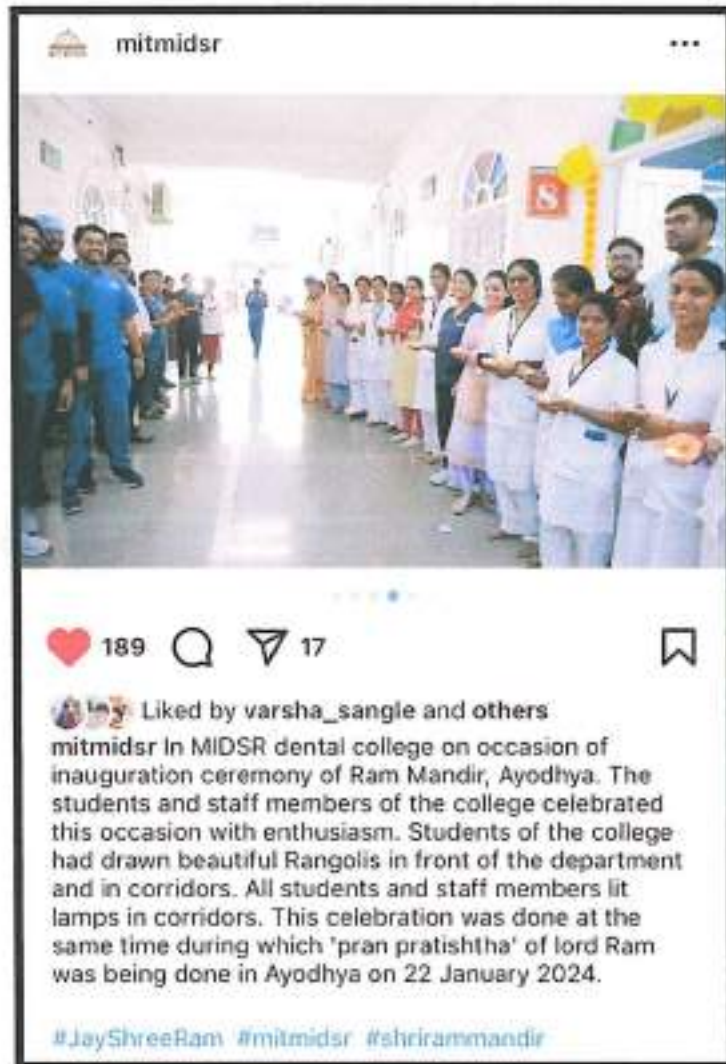 mitmidsr
8
189
17
Liked by varsha_sangle and others
mitmidsr In MIDSR dental college on occasion of
inauguration ceremony of Ram Mandir, Ayodhya. The
students and staff members of the college celebrated
this occasion with enthusiasm. Students of the college
had drawn beautiful Rangolis in front of the department
and in corridors. All students and staff members lit
lamps in corridors. This celebration was done at the
same time during which 'pran pratishtha' of lord Ram
was being done in Ayodhya on 22 January 2024.
#JayShreeRam #mitmidsr #shrirammandir